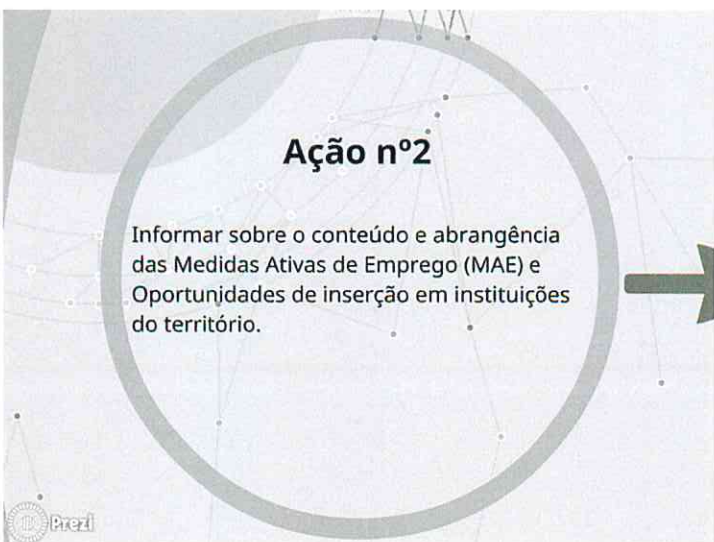 Ação nº2
Informar sobre o conteúdo e abrangência
das Medidas Ativas de Emprego (MAE) e
Oportunidades de inserção em instituições
do território.
Prezi